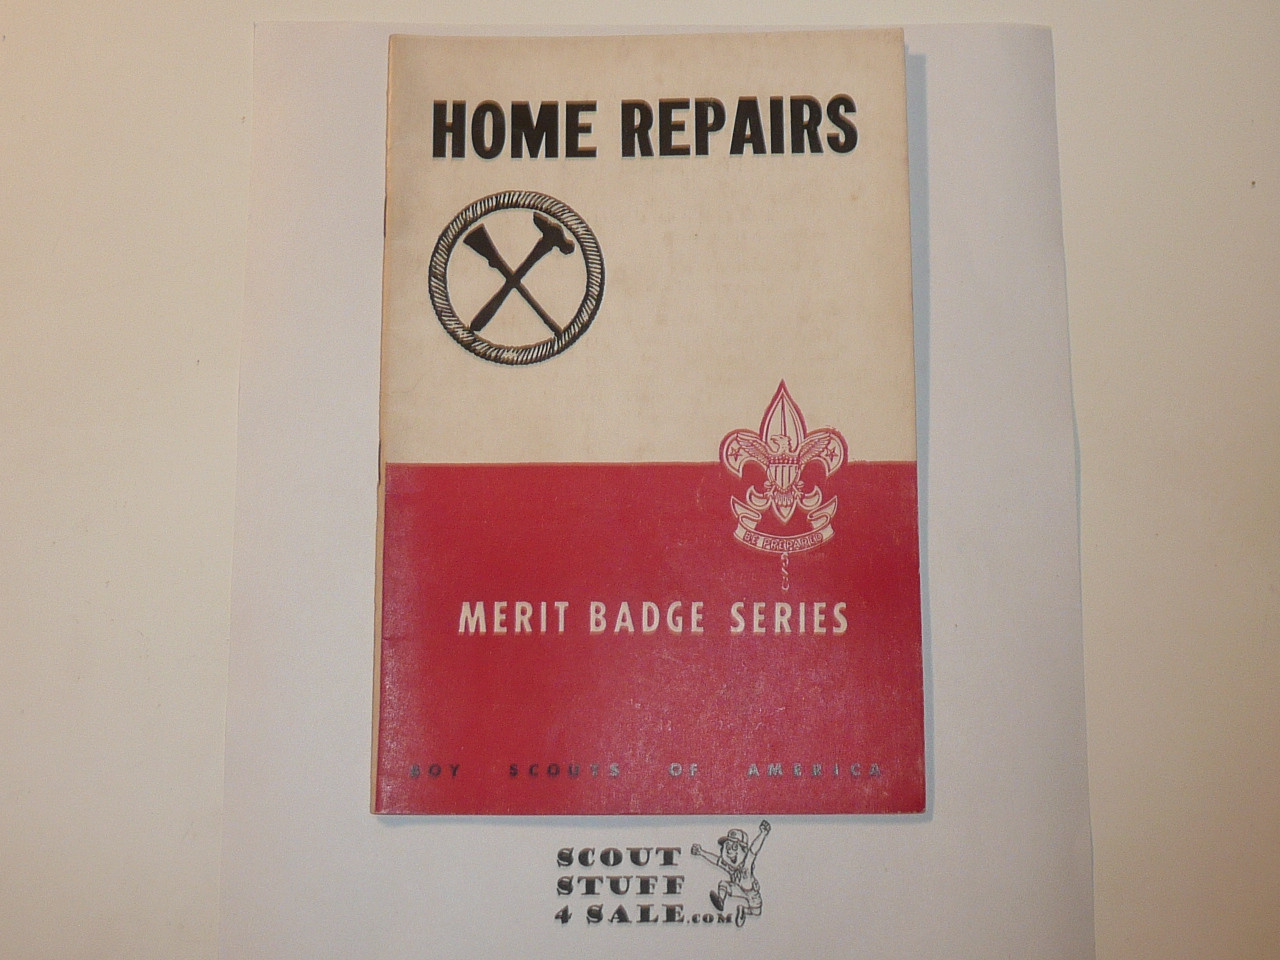 HOME REPAIRS
BE PREPARED
MERIT BADGE SERIES
BOY SCOUTS OF AMERICA
SCOUT
STUFF
4 SALE.COM